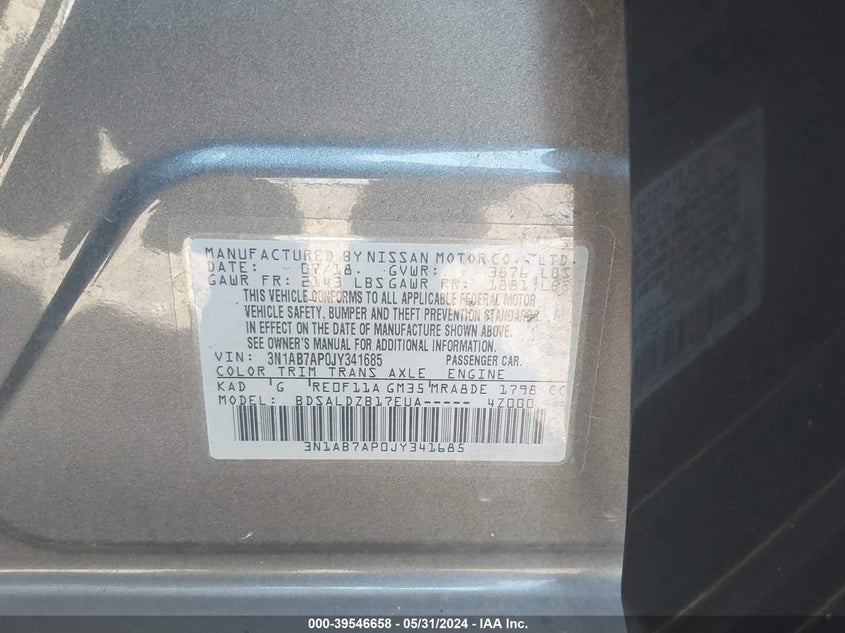 MANUFACTURED BY NISSAN MOTOR CO., LTD.
DATE: 07/18. GVWR: 3876 LBS
GAWR FR: 2143 LBS GAWR RR: 1881 LBS
THIS VEHICLE CONFORMS TO ALL APPLICABLE FEDERAL MOTOR
VEHICLE SAFETY, BUMPER AND THEFT PREVENTION STANDARDS
IN EFFECT ON THE DATE OF MANUFACTURE SHOWN ABOVE.
SEE OWNER'S MANUAL FOR ADDITIONAL INFORMATION.
VIN: 3N1AB7AP0JY341685 PASSENGER CAR.
COLOR TRIM TRANS AXLE ENGINE
KAD G RE0F11A GM35 MRA8DE 1798 CC
MODEL: BDSALDZB17EUA----- 4Z000
3N1AB7AP0JY341685
000-39546658 - 05/31/2024 - IAA Inc.